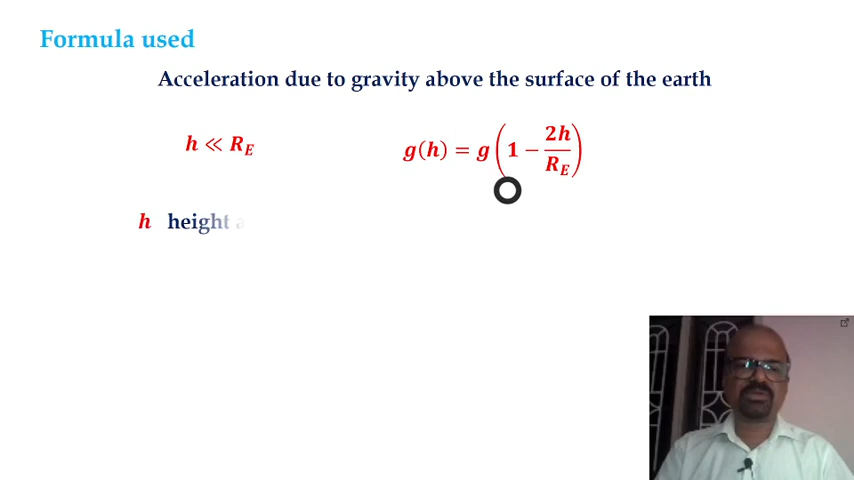 Formula used
Acceleration due to gravity above the surface of the earth
h ≪ R_E
g(h) = g(1 − 2h/R_E)
h height a